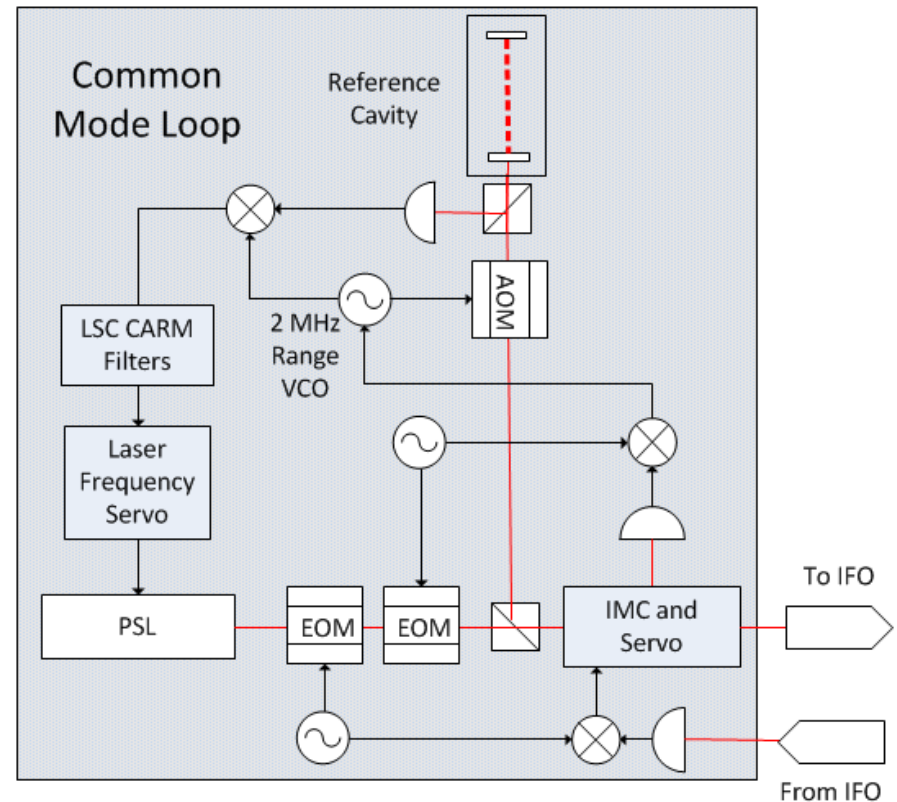 Common
Mode Loop
Reference
Cavity
AOM
2 MHz
Range
VCO
LSC CARM
Filters
Laser
Frequency
Servo
PSL
EOM
EOM
IMC and
Servo
To IFO
From IFO